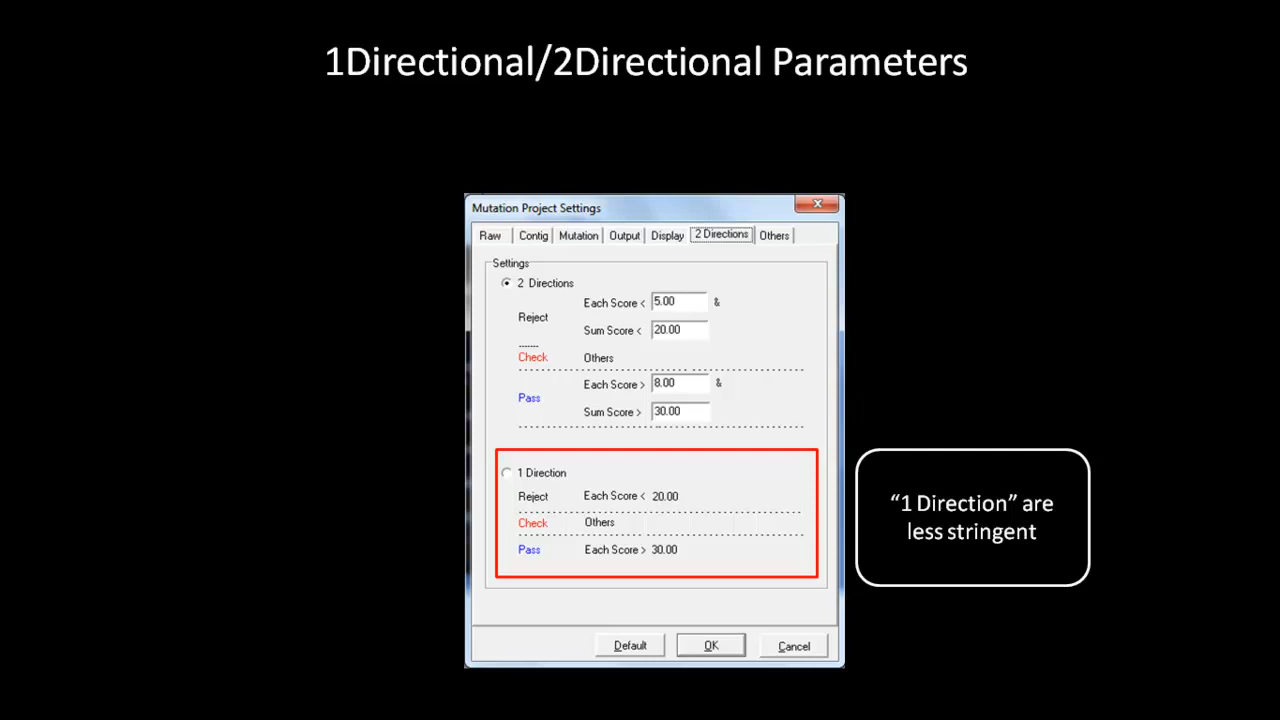 1Directional/2Directional Parameters
Mutation Project Settings
Raw Contig Mutation Output Display 2 Directions Others
Settings
2 Directions
Each Score < 5.00 &
Reject
Sum Score < 20.00
Check Others
Each Score > 8.00 &
Pass
Sum Score > 30.00
1 Direction
Reject Each Score < 20.00
Check Others
Pass Each Score > 30.00
“1 Direction” are
less stringent
Default OK Cancel